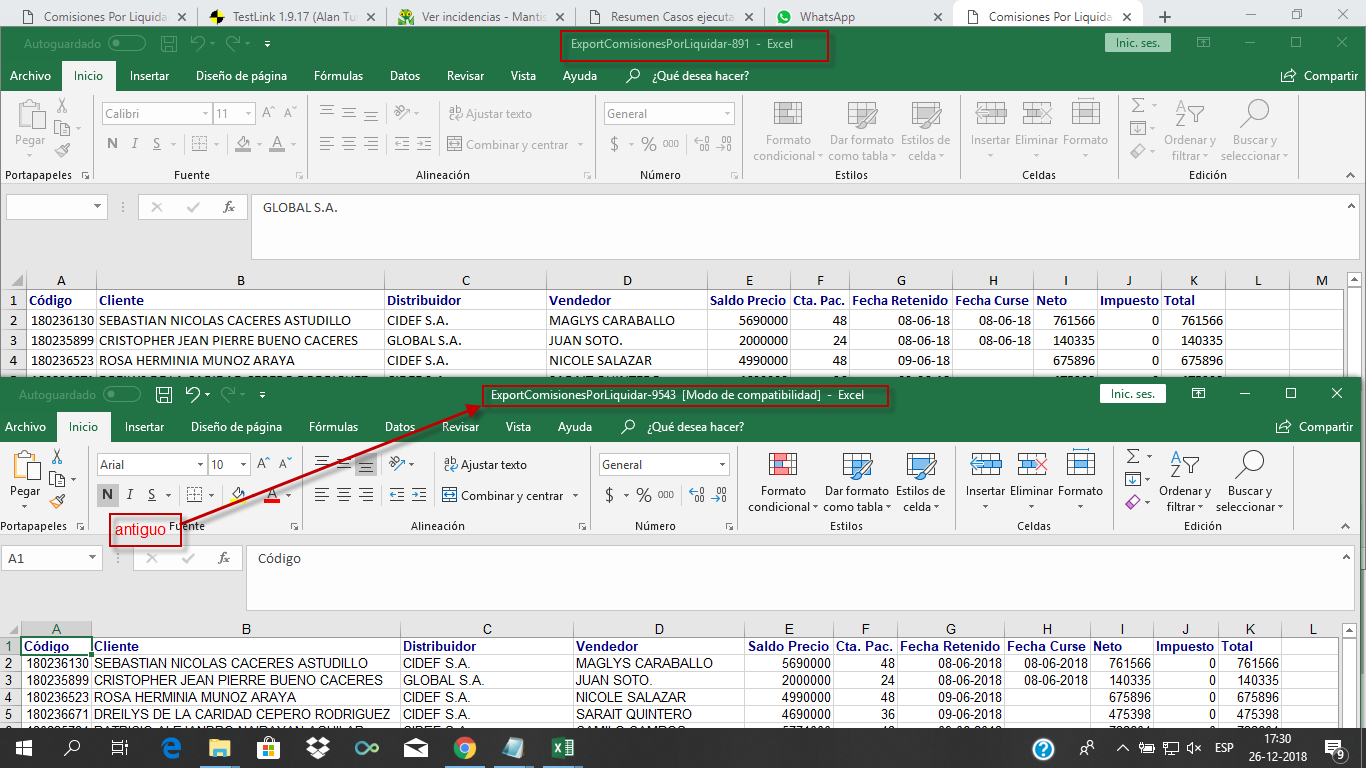 Comisiones Por Liquida
TestLink 1.9.17 (Alan Tu
Ver incidencias - Mantis
Resumen Casos ejecuta
WhatsApp
Comisiones Por Liquida
Autoguardado
ExportComisionesPorLiquidar-891 - Excel
Inic. ses.
Archivo Inicio Insertar Diseño de página Fórmulas Datos Revisar Vista Ayuda ¿Qué desea hacer? Compartir
Calibri 11 Ajustar texto General
Pegar N K S Combinar y centrar $ % 000
Formato condicional Dar formato como tabla Estilos de celda
Insertar Eliminar Formato
Ordenar y filtrar Buscar y seleccionar
Portapapeles Fuente Alineación Número Estilos Celdas Edición
fx GLOBAL S.A.
A B C D E F G H I J K L M
1 Código Cliente Distribuidor Vendedor Saldo Precio Cta. Pac. Fecha Retenido Fecha Curse Neto Impuesto Total
2 180236130 SEBASTIAN NICOLAS CACERES ASTUDILLO CIDEF S.A. MAGLYS CARABALLO 5690000 48 08-06-18 08-06-18 761566 0 761566
3 180235899 CRISTOPHER JEAN PIERRE BUENO CACERES GLOBAL S.A. JUAN SOTO. 2000000 24 08-06-18 08-06-18 140335 0 140335
4 180236523 ROSA HERMINIA MUNOZ ARAYA CIDEF S.A. NICOLE SALAZAR 4990000 48 09-06-18 675896 0 675896
Autoguardado
ExportComisionesPorLiquidar-9543 [Modo de compatibilidad] - Excel
Inic. ses.
Archivo Inicio Insertar Diseño de página Fórmulas Datos Revisar Vista Ayuda ¿Qué desea hacer? Compartir
Arial 10 Ajustar texto General
Pegar N I S Combinar y centrar $ % 000
Formato condicional Dar formato como tabla Estilos de celda
Insertar Eliminar Formato
Ordenar y filtrar Buscar y seleccionar
antiguo
Portapapeles Fuente Alineación Número Estilos Celdas Edición
A1 fx Código
A B C D E F G H I J K L
1 Código Cliente Distribuidor Vendedor Saldo Precio Cta. Pac. Fecha Retenido Fecha Curse Neto Impuesto Total
2 180236130 SEBASTIAN NICOLAS CACERES ASTUDILLO CIDEF S.A. MAGLYS CARABALLO 5690000 48 08-06-2018 08-06-2018 761566 0 761566
3 180235899 CRISTOPHER JEAN PIERRE BUENO CACERES GLOBAL S.A. JUAN SOTO. 2000000 24 08-06-2018 08-06-2018 140335 0 140335
4 180236523 ROSA HERMINIA MUNOZ ARAYA CIDEF S.A. NICOLE SALAZAR 4990000 48 09-06-2018 675896 0 675896
5 180236671 DREILYS DE LA CARIDAD CEPERO RODRIGUEZ CIDEF S.A. SARAIT QUINTERO 4690000 36 09-06-2018 475398 0 475398
ESP
17:30
26-12-2018
9